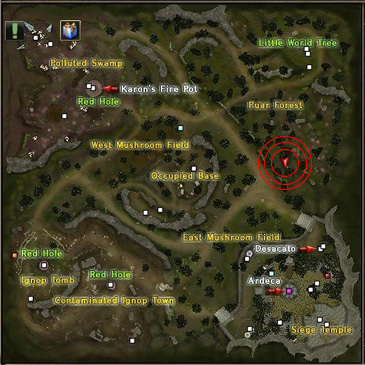 Little World Tree
Polluted Swamp
Karon's Fire Pot
Red Hole
Puar Forest
West Mushroom Field
Occupied Base
East Mushroom Field
Desacato
Red Hole
Ignop Tomb
Red Hole
Ardeca
Contaminated Ignop Town
Siege Temple